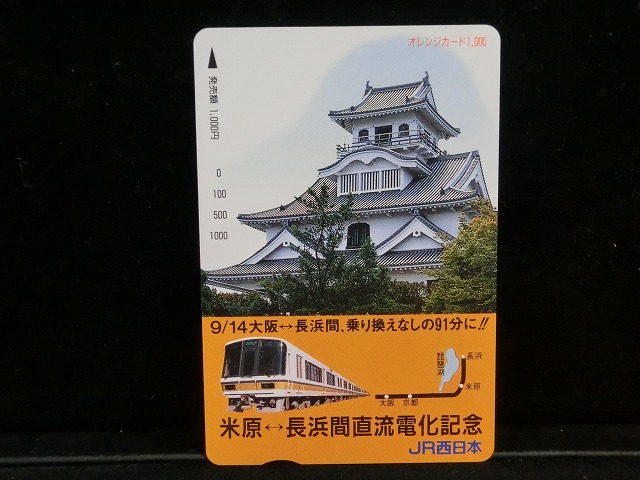 オレンジカード1,000
発売額 1,000円
0
100
500
1000
9/14大阪↔長浜間、乗り換えなしの91分に!!
琵琶湖
長浜
米原
大阪 京都
米原↔長浜間直流電化記念
JR西日本